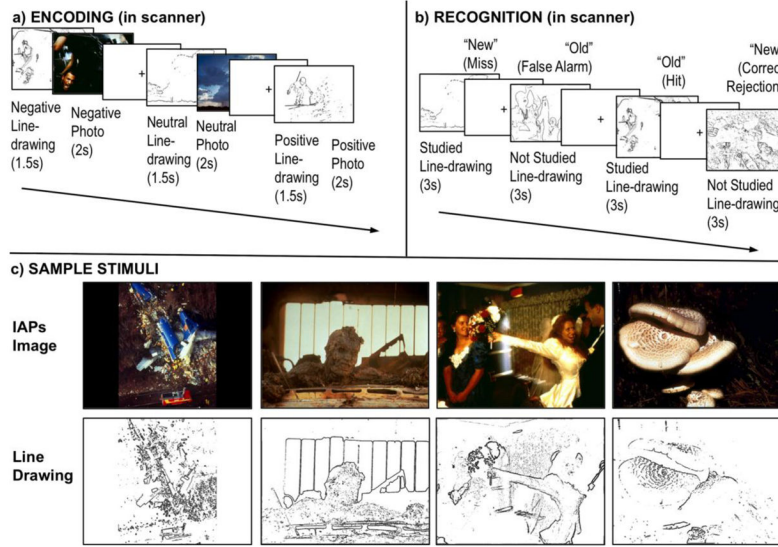 a) ENCODING (in scanner)
Negative
Line-
drawing
(1.5s)
Negative
Photo
(2s)
+
Neutral
Line-
drawing
(1.5s)
Neutral
Photo
(2s)
+
Positive
Line-
drawing
(1.5s)
Positive
Photo
(2s)
b) RECOGNITION (in scanner)
“New”
(Miss)
“Old”
(False Alarm)
“Old”
(Hit)
“New
(Correc
Rejection
+
+
+
Studied
Line-drawing
(3s)
Not Studied
Line-drawing
(3s)
Studied
Line-drawing
(3s)
Not Studied
Line-drawing
(3s)
c) SAMPLE STIMULI
IAPs
Image
Line
Drawing